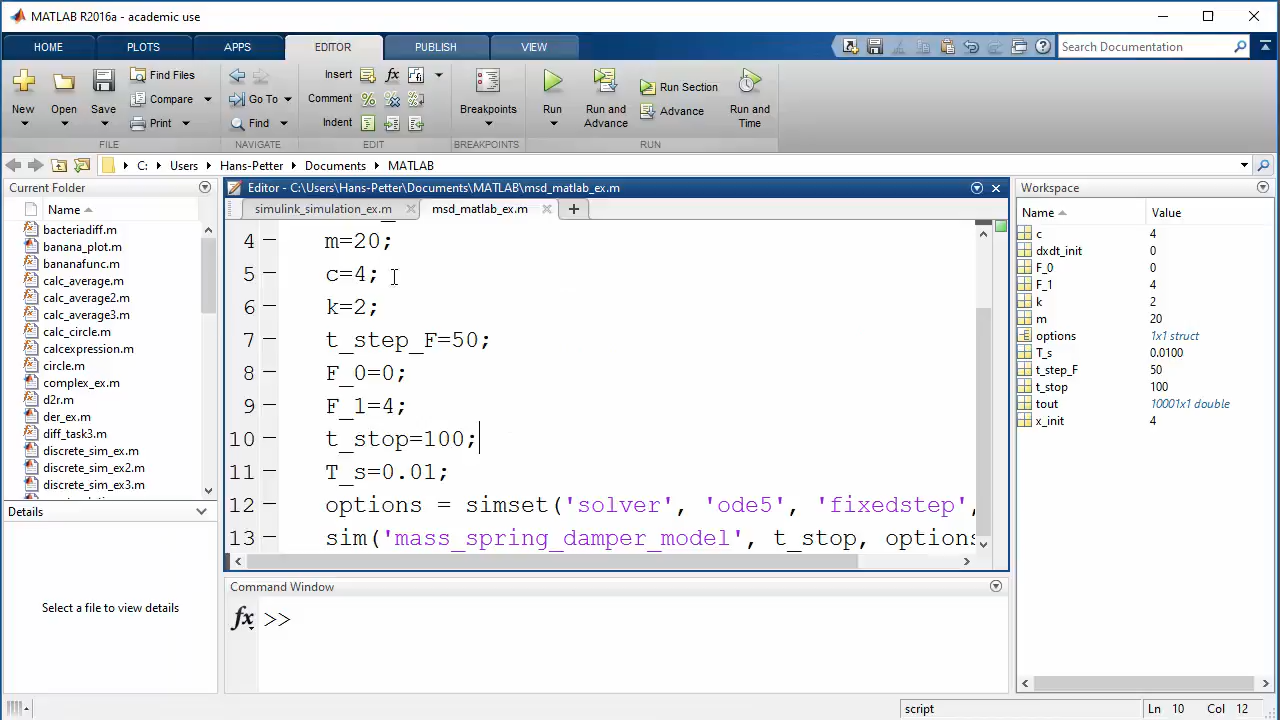 MATLAB R2016a - academic use
HOME PLOTS APPS EDITOR PUBLISH VIEW Search Documentation
New Open Save Find Files Compare Print
Go To Find
Insert Comment Indent
Breakpoints
Run Run and Advance Run Section Advance Run and Time
FILE NAVIGATE EDIT BREAKPOINTS RUN
C: Users Hans-Petter Documents MATLAB
Current Folder
Name
bacteriadiff.m
banana_plot.m
bananafunc.m
calc_average.m
calc_average2.m
calc_average3.m
calc_circle.m
calcexpression.m
circle.m
complex_ex.m
d2r.m
der_ex.m
diff_task3.m
discrete_sim_ex.m
discrete_sim_ex2.m
discrete_sim_ex3.m
Details
Select a file to view details
Editor - C:\Users\Hans-Petter\Documents\MATLAB\msd_matlab_ex.m
simulink_simulation_ex.m msd_matlab_ex.m
4 m=20;
5 c=4;
6 k=2;
7 t_step_F=50;
8 F_0=0;
9 F_1=4;
10 t_stop=100;
11 T_s=0.01;
12 options = simset('solver', 'ode5', 'fixedstep',
13 sim('mass_spring_damper_model', t_stop, options
Command Window
fx >>
Workspace
Name Value
c 4
dxdt_init 0
F_0 0
F_1 4
k 2
m 20
options 1x1 struct
T_s 0.0100
t_step_F 50
t_stop 100
tout 10001x1 double
x_init 4
script Ln 10 Col 12